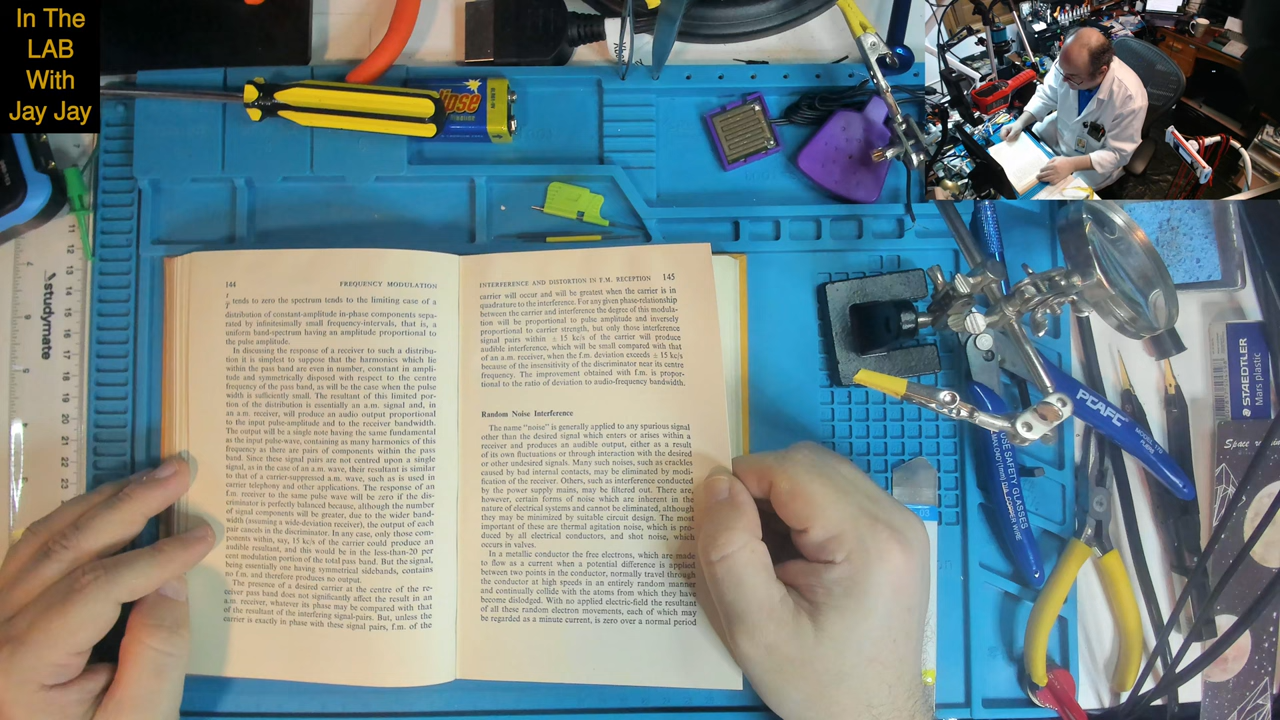 In The
LAB
With
Jay Jay
144 FREQUENCY MODULATION
tends to zero the spectrum tends to the limiting case of a
distribution of constant-amplitude in-phase components sepa-
rated by infinitesimally small frequency-intervals, that is, a
uniform band-spectrum having an amplitude proportional to
the pulse amplitude.
In discussing the response of a receiver to such a distribu-
tion it is simplest to suppose that the harmonics which lie
within the pass band are even in number, constant in ampli-
tude and symmetrically disposed with respect to the centre
frequency of the pass band, as will be the case when the pulse
width is sufficiently small. The resultant of this limited por-
tion of the distribution is essentially an a.m. signal and, in
an a.m. receiver, will produce an audio output proportional
to the input pulse-amplitude and to the receiver bandwidth.
The output will be a single note having the same fundamental
as the input pulse-wave, containing as many harmonics of this
frequency as there are pairs of components within the pass
band. Since these signal pairs are not centred upon a single
signal, as in the case of an a.m. wave, their resultant is similar
to that of a carrier-suppressed a.m. wave, such as is used in
carrier telephony and other applications. The response of an
f.m. receiver to the same pulse wave will be zero if the dis-
criminator is perfectly balanced because, although the number
of signal components will be greater, due to the wider band-
width (assuming a wide-deviation receiver), the output of each
pair cancels in the discriminator. In any case, only those com-
ponents within, say, 15 kc/s of the carrier could produce an
audible resultant, and this would be in the less-than-20 per
cent modulation portion of the total pass band. But the signal,
being essentially one having symmetrical sidebands, contains
no f.m. and therefore produces no output.
The presence of a desired carrier at the centre of the re-
ceiver pass band does not significantly affect the result in an
a.m. receiver, whatever its phase may be compared with that
of the resultant of the interfering signal-pairs. But, unless the
carrier is exactly in phase with these signal pairs, f.m. of the
INTERFERENCE AND DISTORTION IN F.M. RECEPTION 145
carrier will occur and will be greatest when the carrier is in
quadrature to the interference. For any given phase-relationship
between the carrier and interference the degree of this modula-
tion will be proportional to pulse amplitude and inversely
proportional to carrier strength, but only those interference
signal pairs within ± 15 kc/s of the carrier will produce
audible interference, which will be small compared with that
of an a.m. receiver, when the f.m. deviation exceeds ± 15 kc/s
because of the insensitivity of the discriminator near its centre
frequency. The improvement obtained with f.m. is propor-
tional to the ratio of deviation to audio-frequency bandwidth.
Random Noise Interference
The name "noise" is generally applied to any spurious signal
other than the desired signal which enters or arises within a
receiver and produces an audible output, either as a result
of its own fluctuations or through interaction with the desired
or other undesired signals. Many such noises, such as crackles
caused by bad internal contacts, may be eliminated by modi-
fication of the receiver. Others, such as interference conducted
by the power supply mains, may be filtered out. There are,
however, certain forms of noise which are inherent in the
nature of electrical systems and cannot be eliminated, although
they may be minimized by suitable circuit design. The most
important of these are thermal agitation noise, which is pro-
duced by all electrical conductors, and shot noise, which
occurs in valves.
In a metallic conductor the free electrons, which are made
to flow as a current when a potential difference is applied
between two points in the conductor, normally travel through
the conductor at high speeds in an entirely random manner
and continually collide with the atoms from which they have
become dislodged. With no applied electric-field the resultant
of all these random electron movements, each of which may
be regarded as a minute current, is zero over a normal period
studymate
11
12
13
14
15
16
17
18
19
20
21
22
23
PCAFC
SAFETY GLASSES
STAEDTLER
Mars plastic
Space